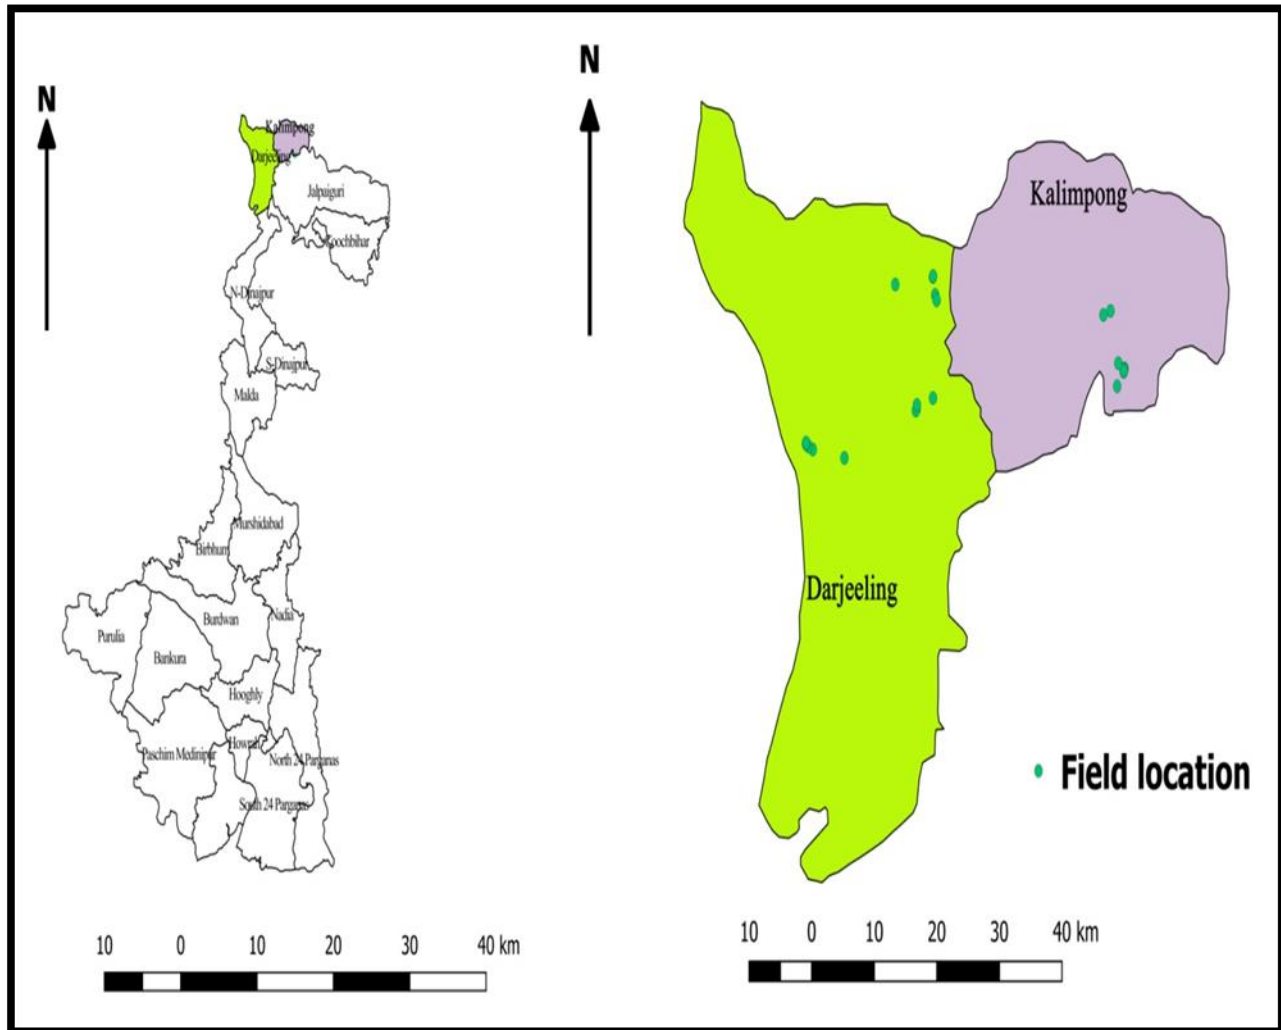 N
Kalimpong
Darjeeling
Jalpaiguri
Koochbihar
N-Dinajpur
S-Dinajpur
Malda
Murshidabad
Birbhum
Burdwan
Nadia
Purulia
Bankura
Hooghly
Howrah
Paschim Medinipur
North 24 Parganas
South 24 Parganas
10 0 10 20 30 40 km
N
Kalimpong
Darjeeling
Field location
10 0 10 20 30 40 km